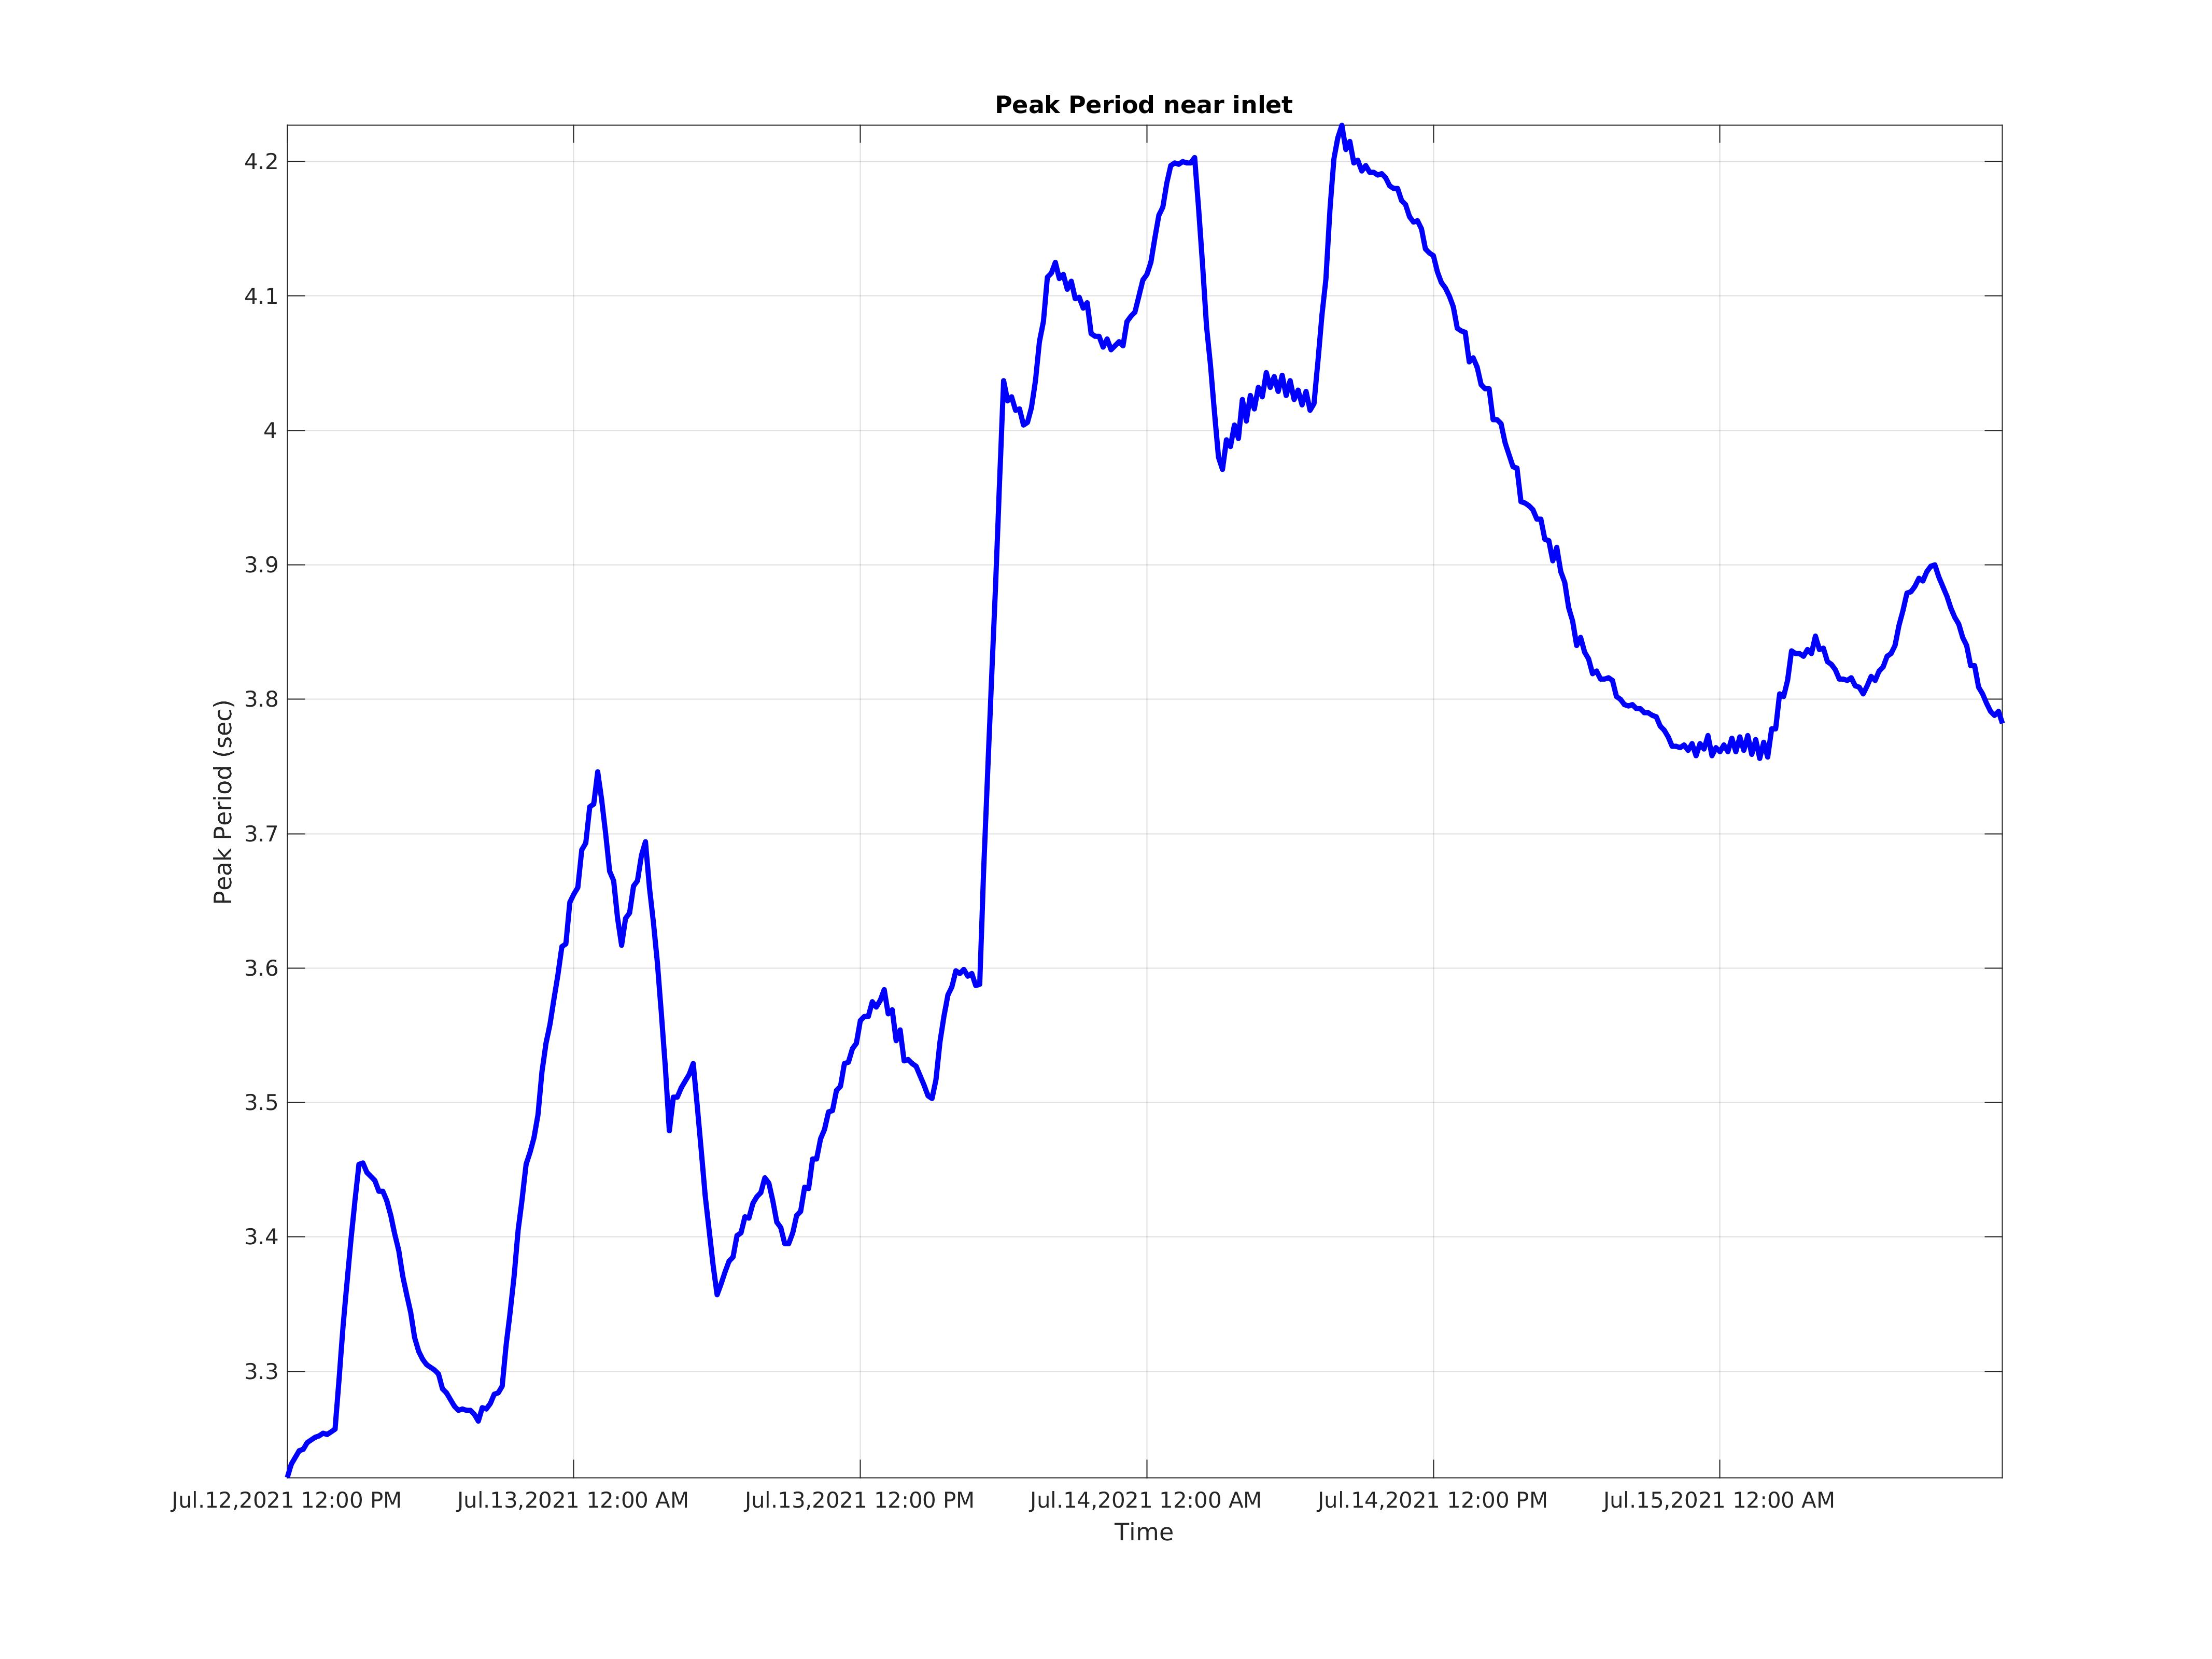 Peak Period near inlet
4.2
4.1
4
3.9
3.8
3.7
3.6
3.5
3.4
3.3
Peak Period (sec)
Jul.12,2021 12:00 PM
Jul.13,2021 12:00 AM
Jul.13,2021 12:00 PM
Jul.14,2021 12:00 AM
Jul.14,2021 12:00 PM
Jul.15,2021 12:00 AM
Time